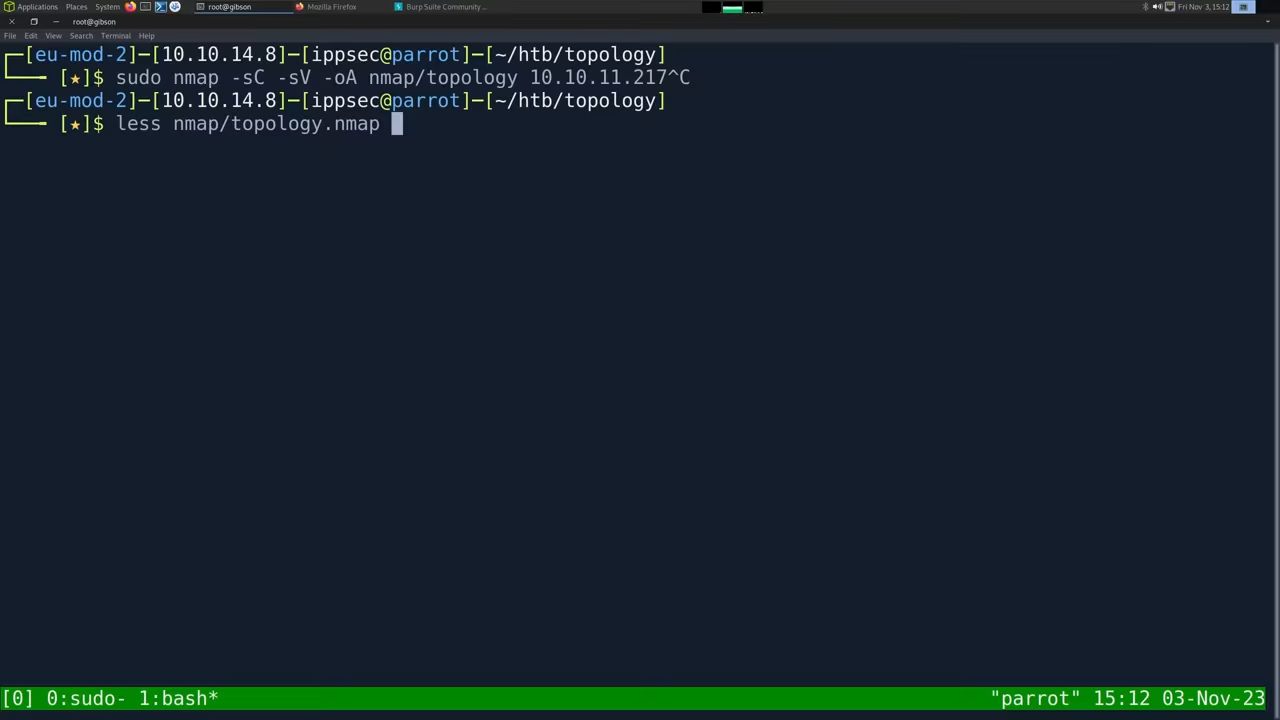 Applications Places System root@gibson Mozilla Firefox Burp Suite Community ... Fri Nov 3, 15:12
root@gibson
File Edit View Search Terminal Help
┌─[eu-mod-2]─[10.10.14.8]─[ippsec@parrot]─[~/htb/topology]
└──╼ [★]$ sudo nmap -sC -sV -oA nmap/topology 10.10.11.217^C
┌─[eu-mod-2]─[10.10.14.8]─[ippsec@parrot]─[~/htb/topology]
└──╼ [★]$ less nmap/topology.nmap
[0] 0:sudo- 1:bash* "parrot" 15:12 03-Nov-23